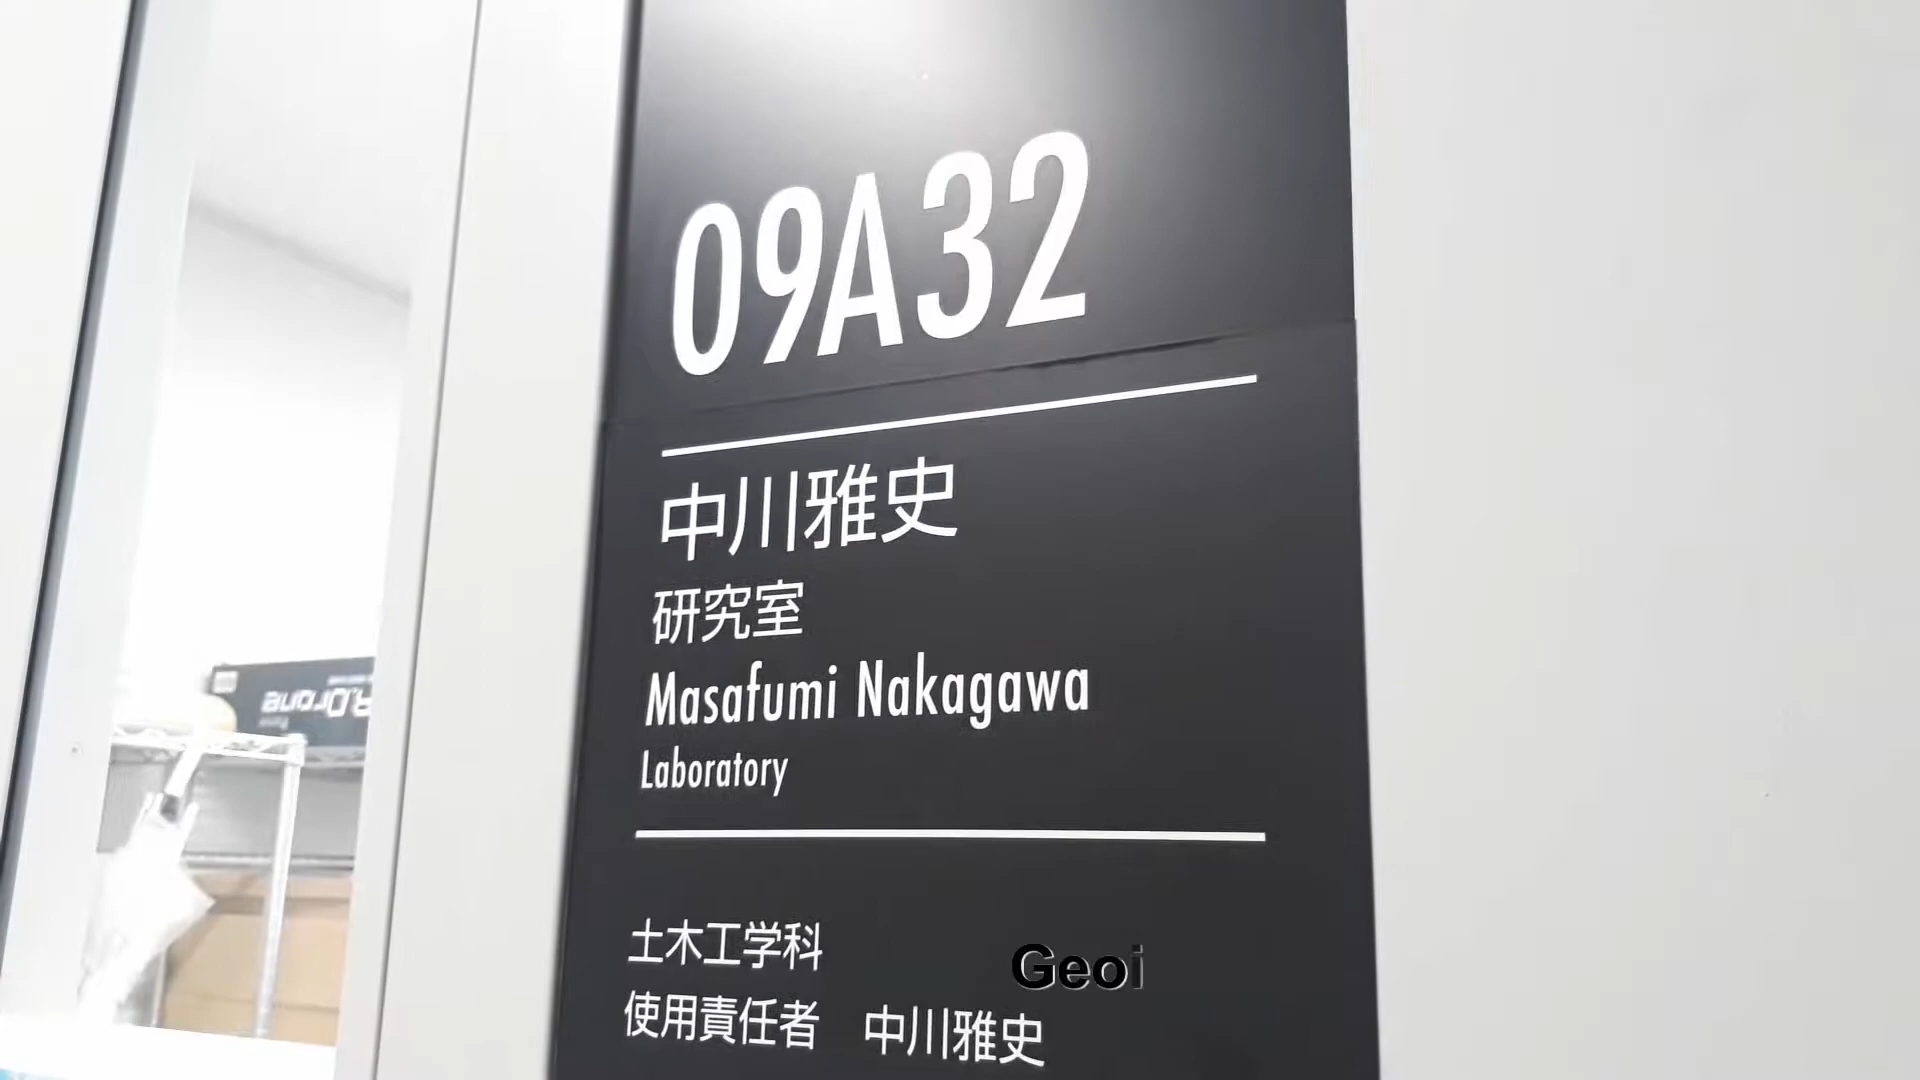 09A32
中川雅史
研究室
Masafumi Nakagawa
Laboratory
R.Drone
土木工学科
Geoi
使用責任者　中川雅史